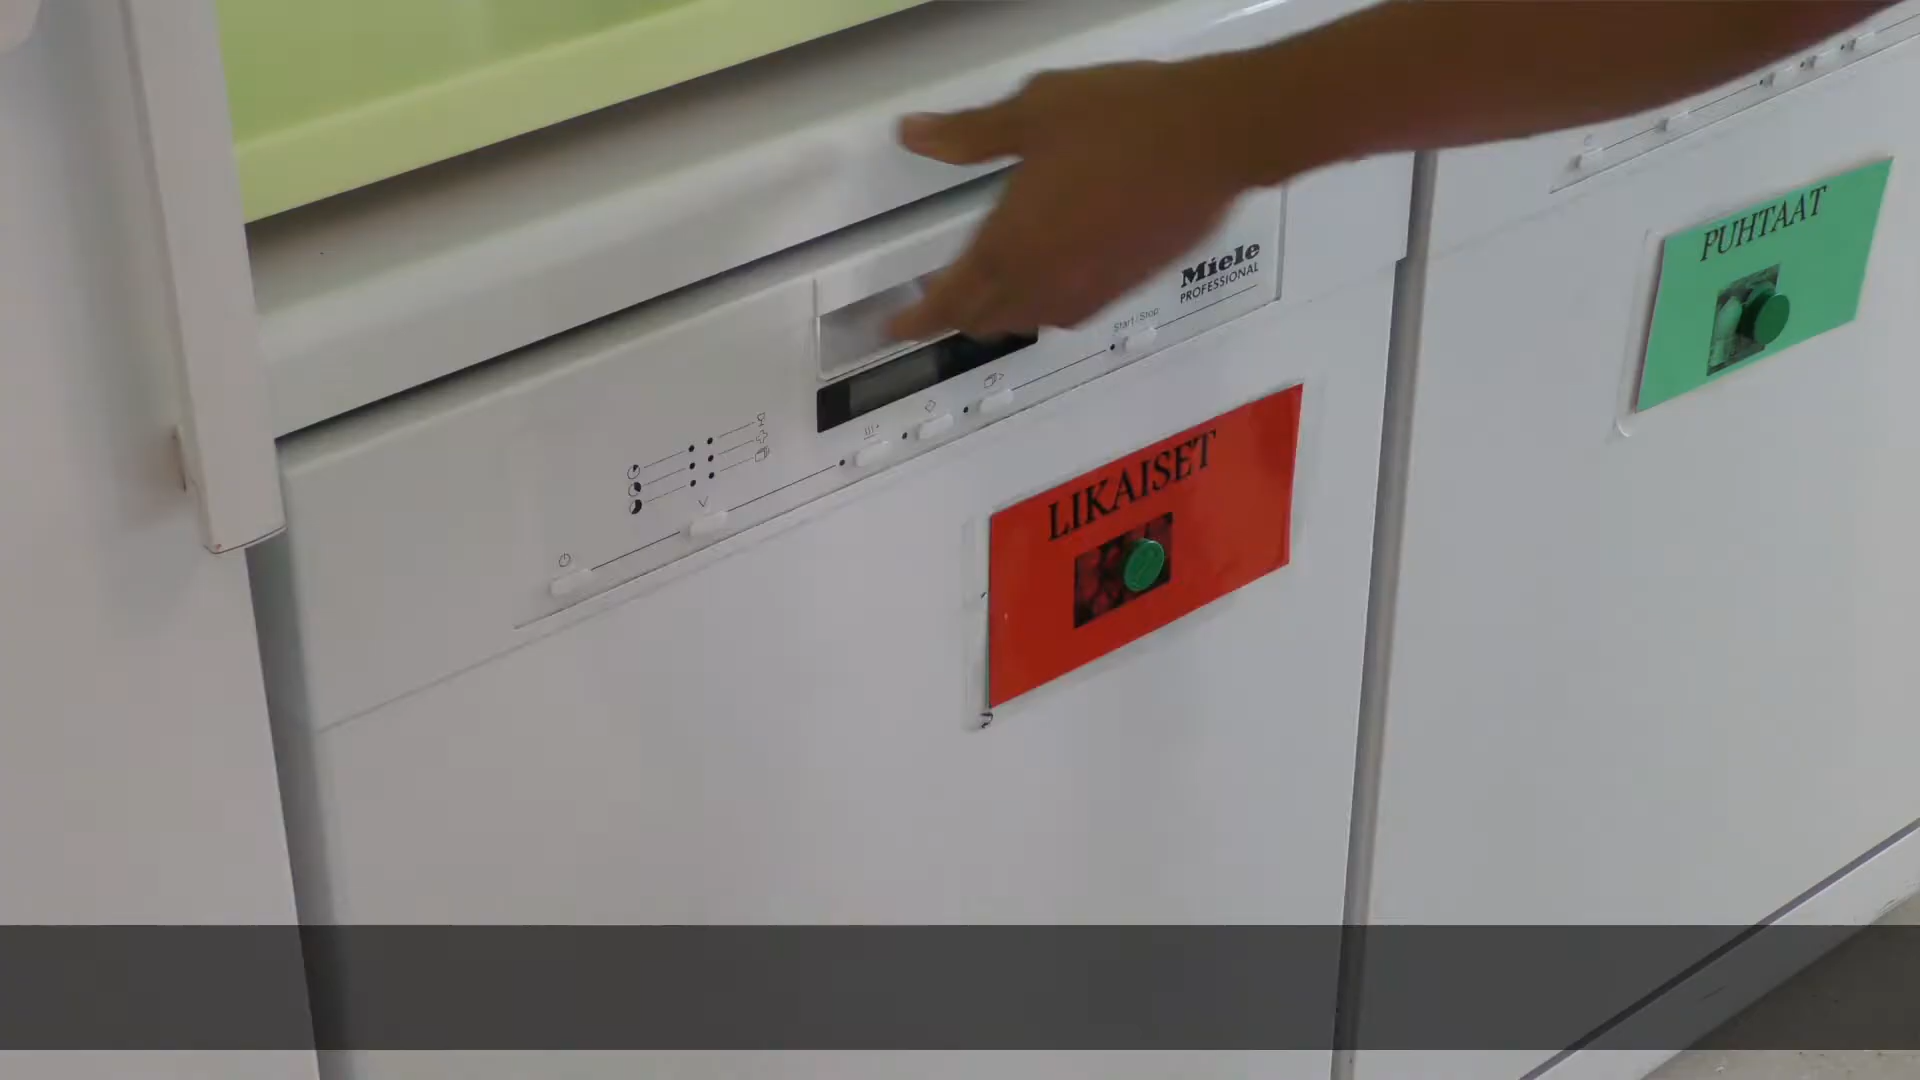 Miele
PROFESSIONAL
Start/Stop
LIKAISET
PUHTAAT